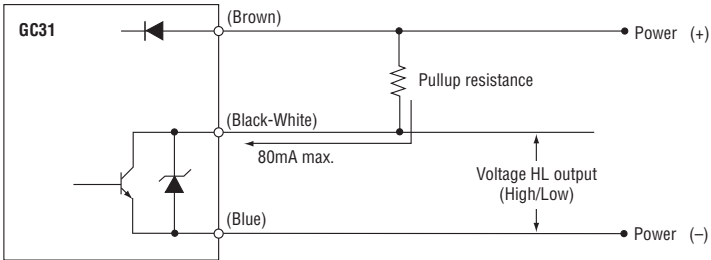 GC31
(Brown)
Power (+)
Pullup resistance
(Black-White)
80mA max.
Voltage HL output
(High/Low)
(Blue)
Power (–)